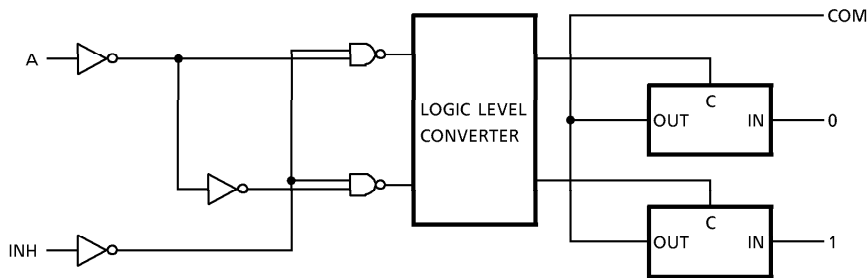 COM
A
C
LOGIC LEVEL
CONVERTER
OUT IN 0
C
INH
OUT IN 1